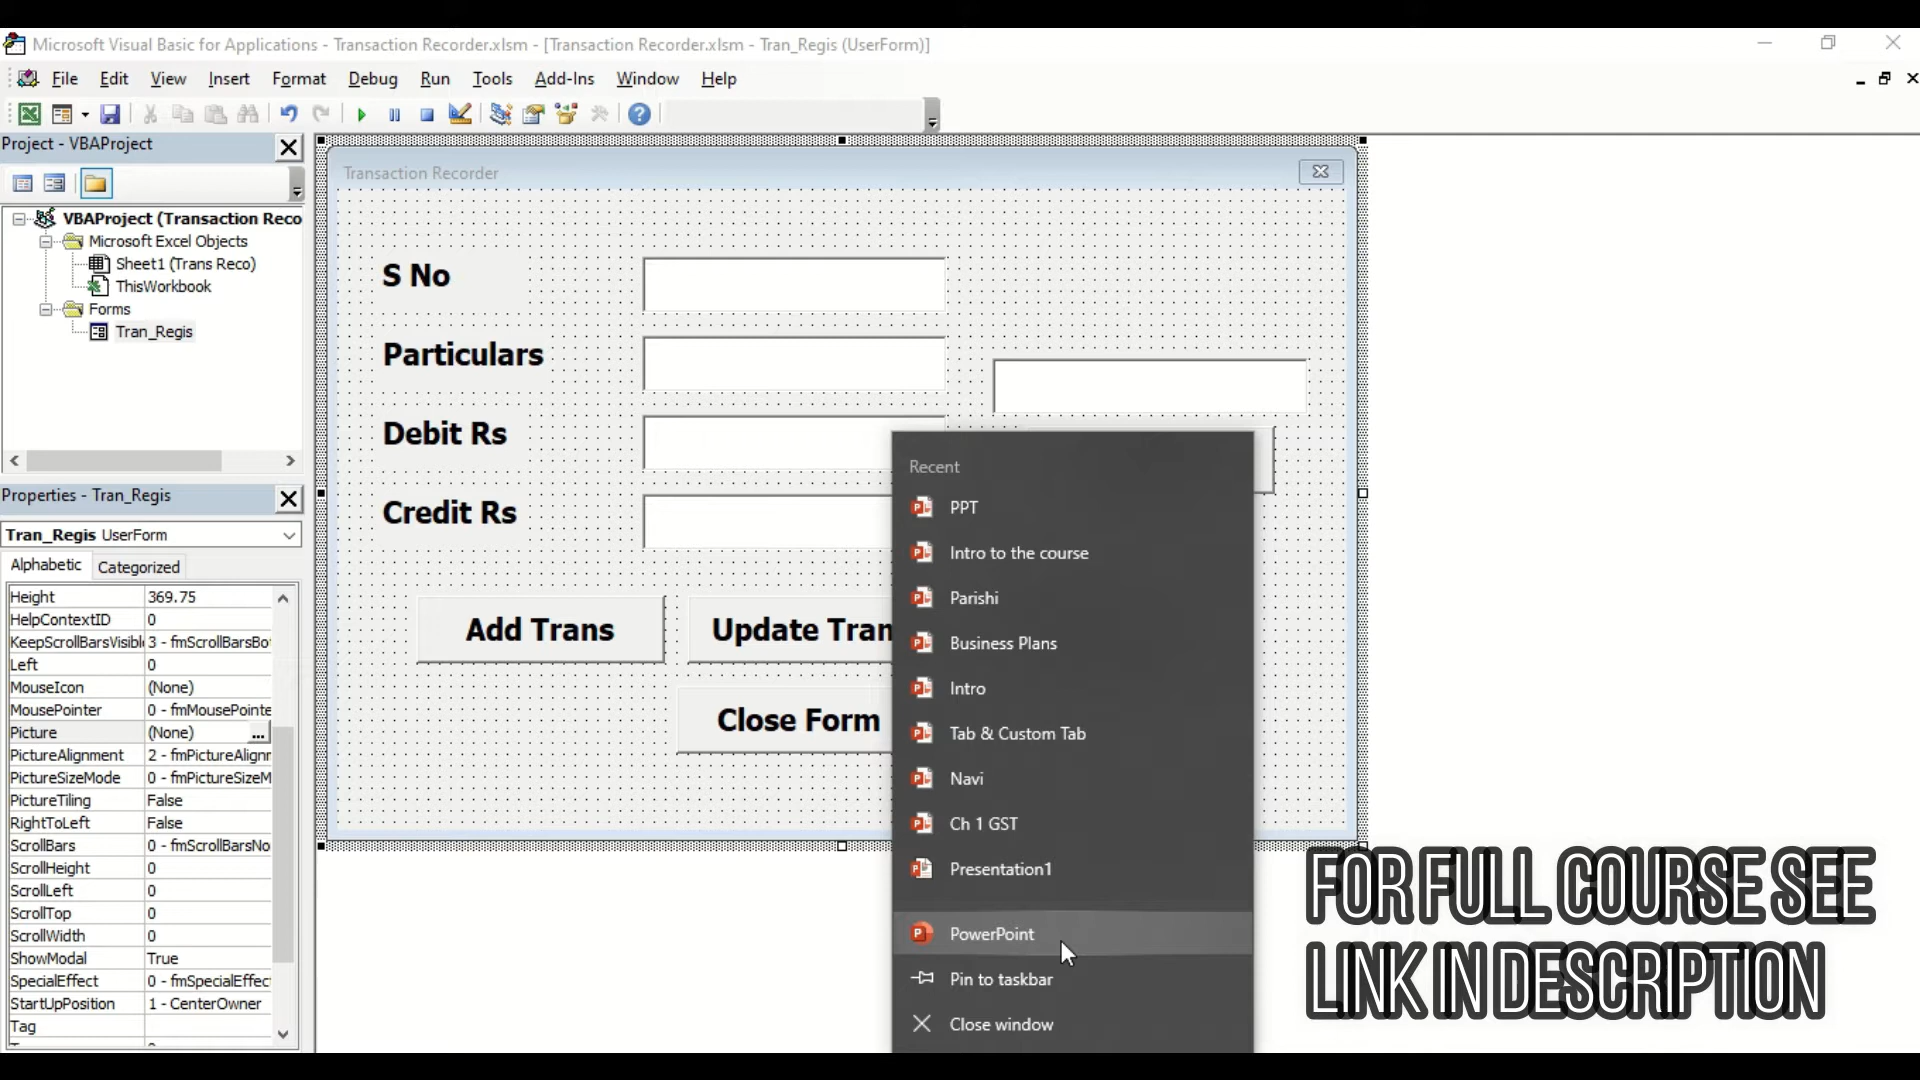 Microsoft Visual Basic for Applications - Transaction Recorder.xlsm - [Transaction Recorder.xlsm - Tran_Regis (UserForm)]
File Edit View Insert Format Debug Run Tools Add-Ins Window Help
Project - VBAProject
VBAProject (Transaction Reco
Microsoft Excel Objects
Sheet1 (Trans Reco)
ThisWorkbook
Forms
Tran_Regis
Properties - Tran_Regis
Tran_Regis UserForm
Alphabetic Categorized
Height 369.75
HelpContextID 0
KeepScrollBarsVisibl 3 - fmScrollBarsBo
Left 0
MouseIcon (None)
MousePointer 0 - fmMousePointe
Picture (None) ...
PictureAlignment 2 - fmPictureAlignr
PictureSizeMode 0 - fmPictureSizeM
PictureTiling False
RightToLeft False
ScrollBars 0 - fmScrollBarsNo
ScrollHeight 0
ScrollLeft 0
ScrollTop 0
ScrollWidth 0
ShowModal True
SpecialEffect 0 - fmSpecialEffec
StartUpPosition 1 - CenterOwner
Tag
Transaction Recorder
S No
Particulars
Debit Rs
Credit Rs
Add Trans
Update Tran
Close Form
Recent
PPT
Intro to the course
Parishi
Business Plans
Intro
Tab & Custom Tab
Navi
Ch 1 GST
Presentation1
PowerPoint
Pin to taskbar
Close window
FOR FULL COURSE SEE
LINK IN DESCRIPTION